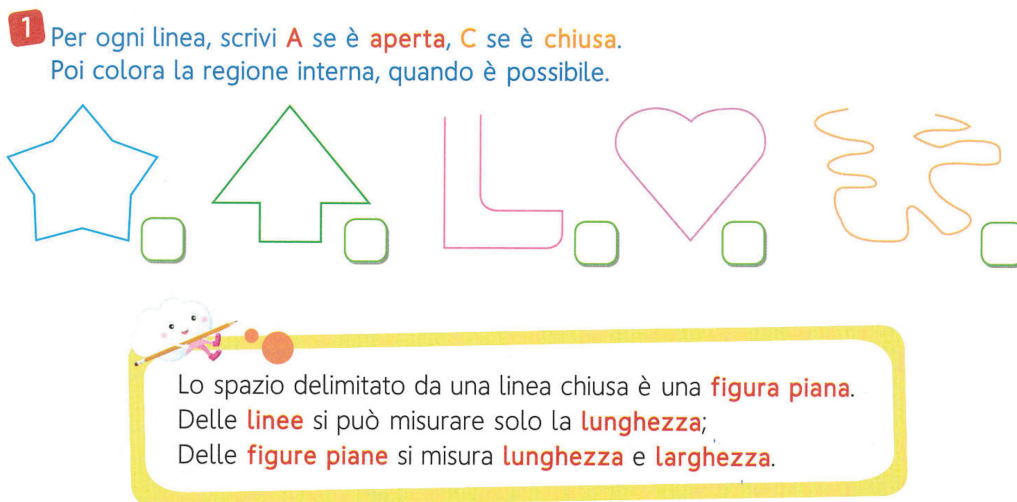 1
Per ogni linea, scrivi A se è aperta, C se è chiusa.
Poi colora la regione interna, quando è possibile.
Lo spazio delimitato da una linea chiusa è una figura piana.
Delle linee si può misurare solo la lunghezza;
Delle figure piane si misura lunghezza e larghezza.